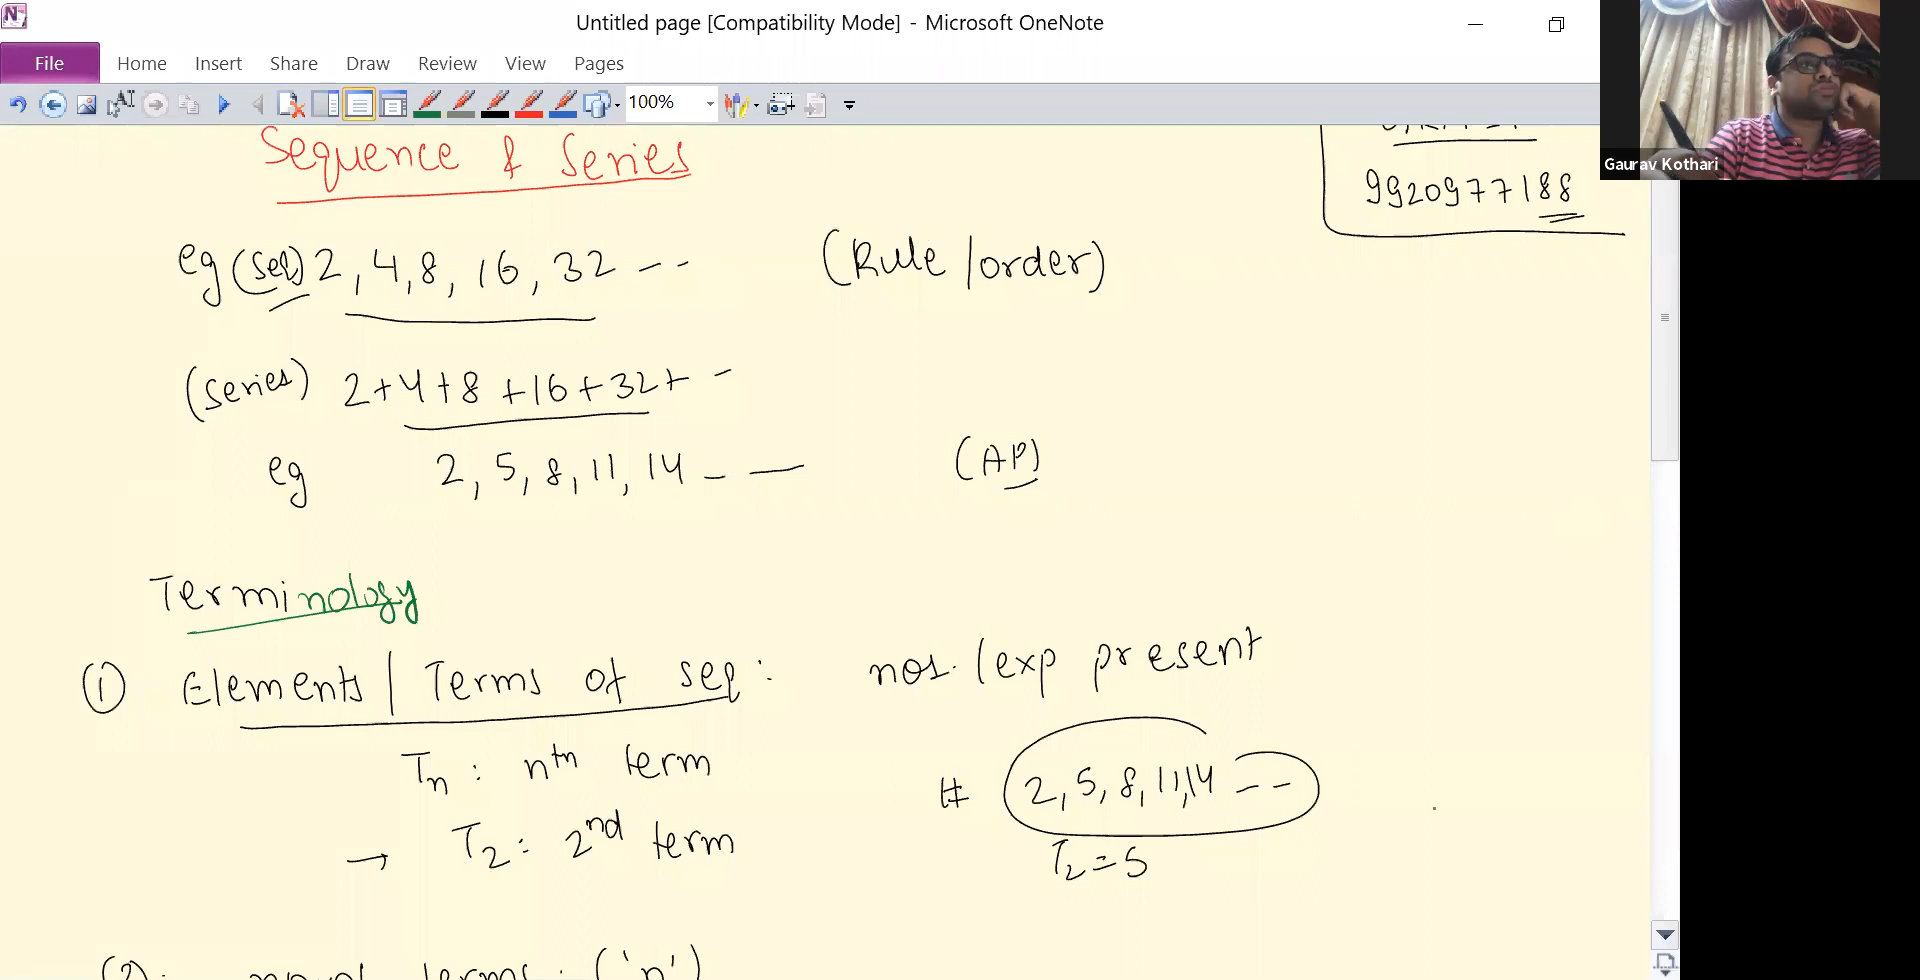 Untitled page [Compatibility Mode] - Microsoft OneNote
File Home Insert Share Draw Review View Pages
100%
Gaurav Kothari
Sequence & Series
9920977188
eg (seq) 2, 4, 8, 16, 32 --
(Rule/order)
(Series) 2+4+8+16+32+ -
eg 2, 5, 8, 11, 14 - —
(AP)
Terminology
① Elements | Terms of seq: nos. /exp present
Tn : nth term
# 2, 5, 8, 11, 14 --
→ T2 : 2nd term
T2 = 5
terms : ('n')